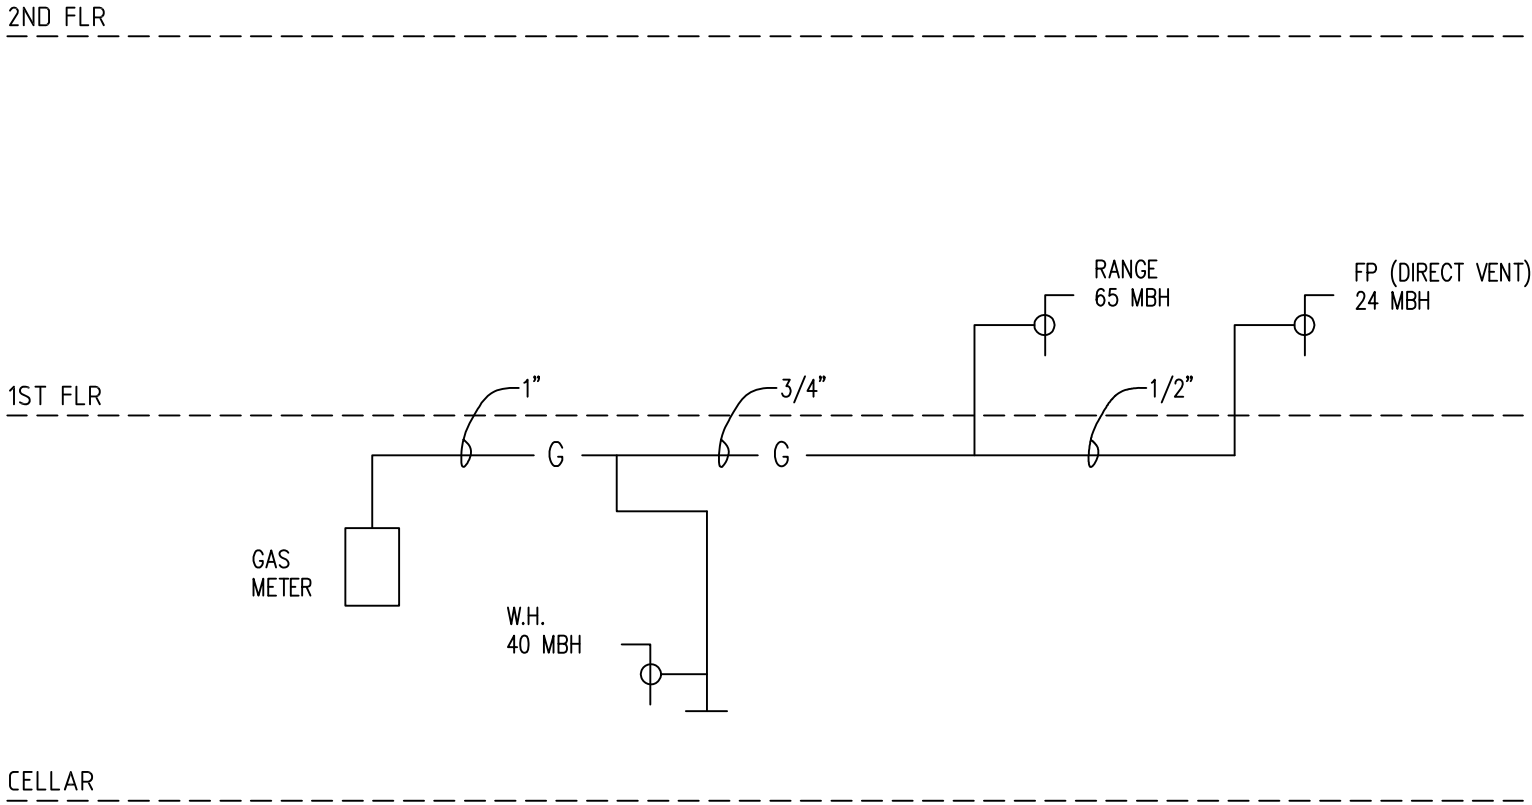 2ND FLR
RANGE
65 MBH
FP (DIRECT VENT)
24 MBH
1ST FLR
1"
3/4"
1/2"
G
G
GAS
METER
W.H.
40 MBH
CELLAR